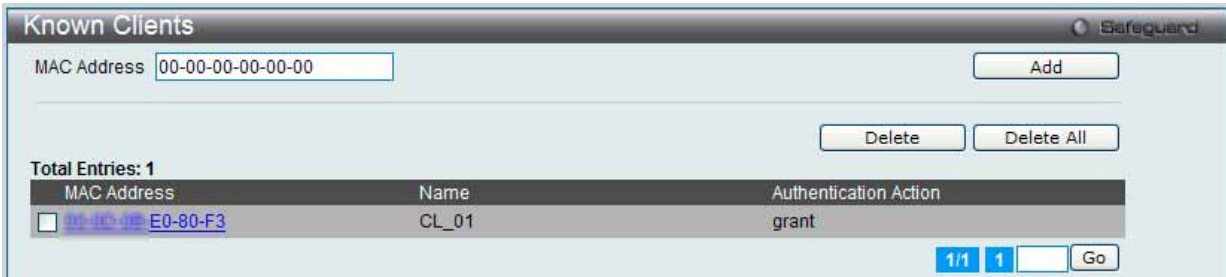 Known Clients
Safeguard
MAC Address 00-00-00-00-00-00 Add
Delete Delete All
Total Entries: 1
MAC Address Name Authentication Action
E0-80-F3 CL_01 grant
1/1 1 Go